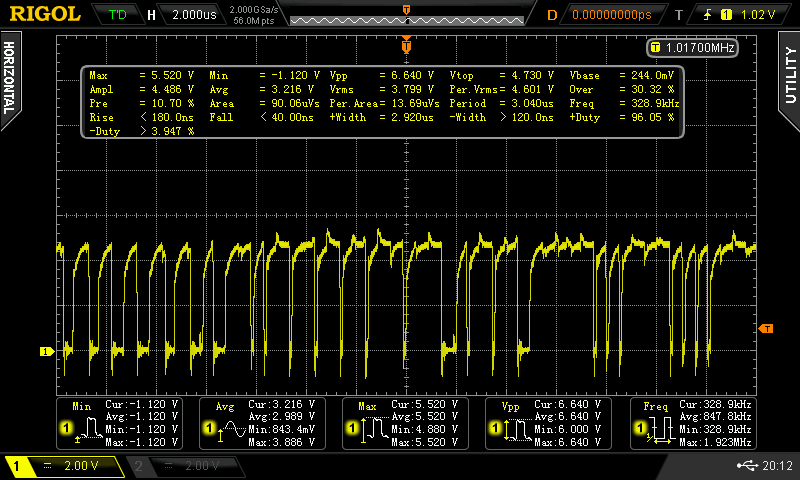 RIGOL T'D H 2.000us 2.000GSa/s 56.0M pts D 0.00000000ps T 1 1.02 V
T 1.01700MHz
HORIZONTAL
UTILITY
Max = 5.520 V Min = -1.120 V Vpp = 6.640 V Vtop = 4.730 V Vbase = 244.0mV
Ampl = 4.486 V Avg = 3.216 V Vrms = 3.799 V Per.Vrms= 4.601 V Over = 30.32 %
Pre = 10.70 % Area = 90.06uVs Per.Area= 13.69uVs Period = 3.040us Freq = 328.9kHz
Rise < 180.0ns Fall < 40.00ns +Width = 2.920us -Width > 120.0ns +Duty = 96.05 %
-Duty > 3.947 %
T
T
1
T
Min Cur:-1.120 V
Avg:-1.120 V
1 Min:-1.120 V
Max:-1.120 V
Avg Cur:3.216 V
Avg:2.989 V
1 Min:843.4mV
Max:3.886 V
Max Cur:5.520 V
Avg:5.520 V
1 Min:4.880 V
Max:5.520 V
Vpp Cur:6.640 V
Avg:6.640 V
1 Min:6.000 V
Max:6.640 V
Freq Cur:328.9kHz
Avg:847.8kHz
1 Min:328.9kHz
Max:1.923MHz
1 2.00 V 2 2.00 V 20:12